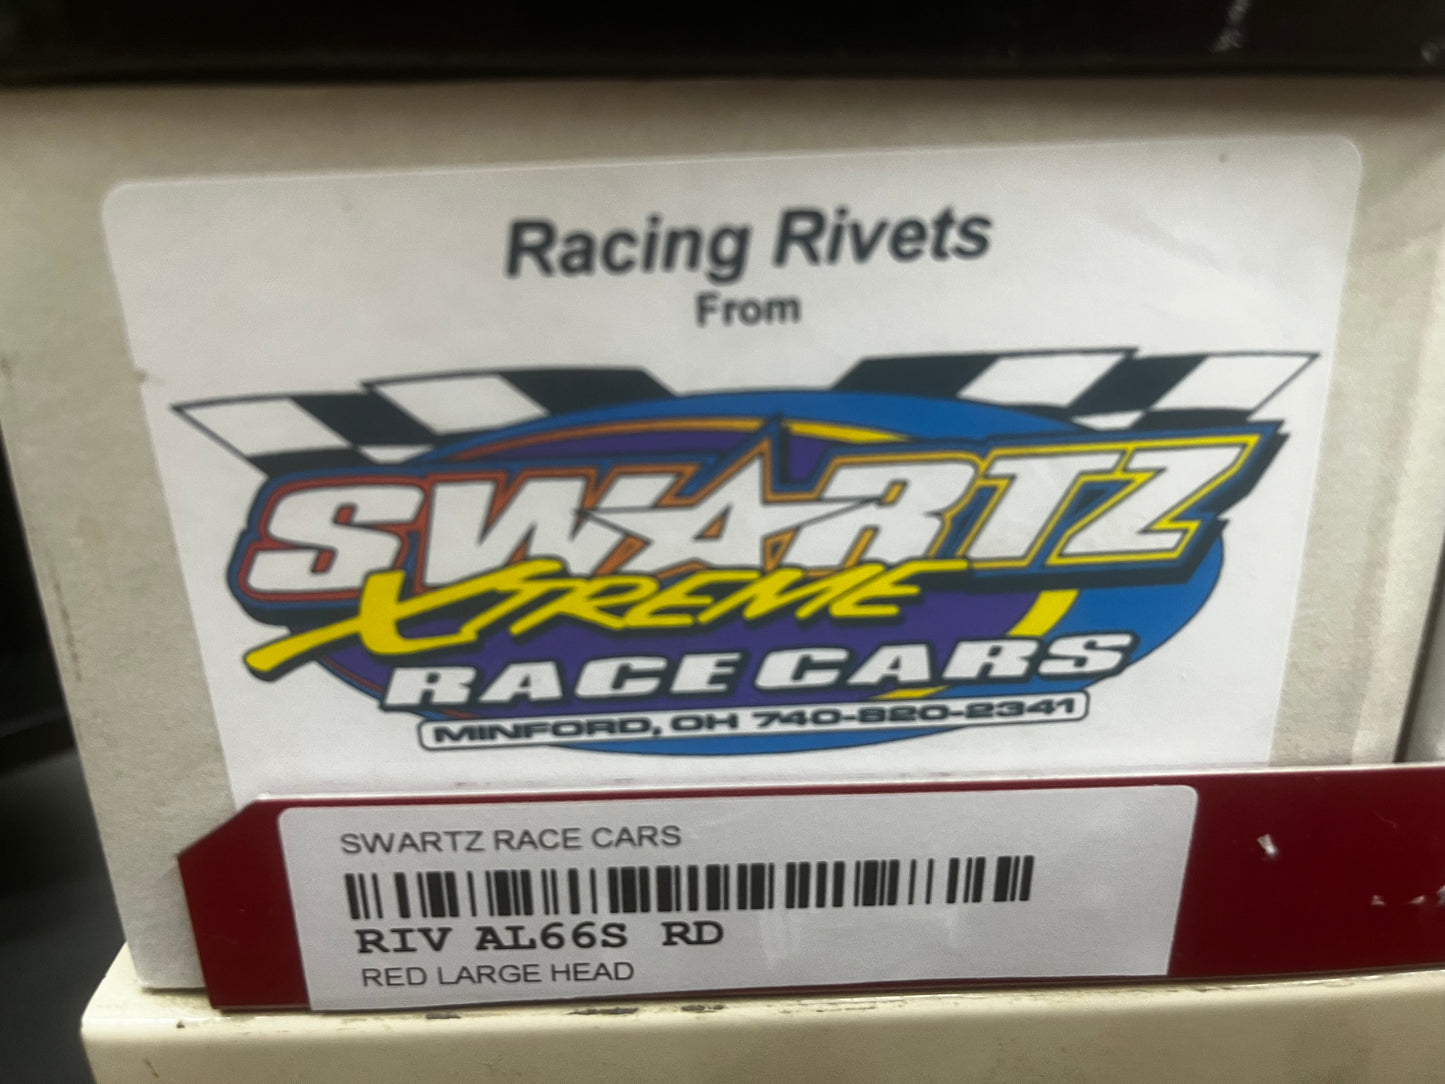 Racing Rivets
From
SWARTZ
XTREME
RACE CARS
MINFORD, OH 740-820-2341
SWARTZ RACE CARS
RIV AL66S RD
RED LARGE HEAD